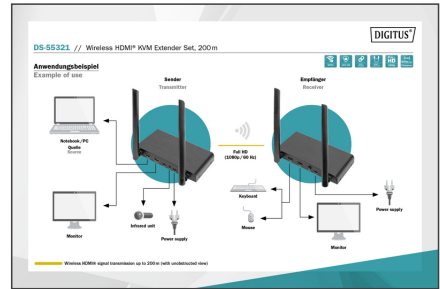 DIGITUS®
DS-55321 // Wireless HDMI® KVM Extender Set, 200 m
Anwendungsbeispiel
Example of use
Sender
Transmitter
Empfänger
Receiver
Notebook/PC
Quelle
Source
Full HD
(1080p/60 Hz)
Keyboard
Mouse
Monitor
Infrared unit
Power supply
Monitor
Power supply
Wireless HDMI® signal transmission up to 200 m (with unobstructed view)